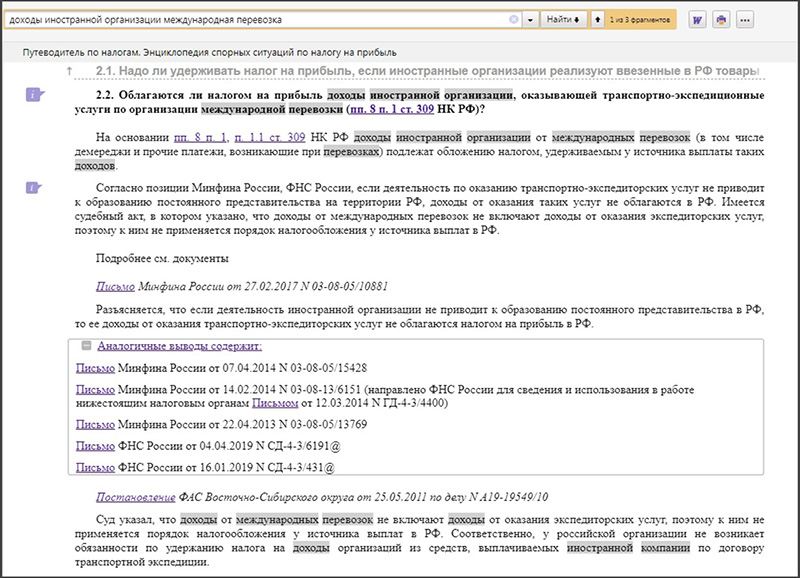 доходы иностранной организации международная перевозка
Найти
1 из 3 фрагментов
W
Путеводитель по налогам. Энциклопедия спорных ситуаций по налогу на прибыль
2.1. Надо ли удерживать налог на прибыль, если иностранные организации реализуют ввезенные в РФ товары
i
2.2. Облагаются ли налогом на прибыль доходы иностранной организации, оказывающей транспортно-экспедиционные
услуги по организации международной перевозки (пп. 8 п. 1 ст. 309 НК РФ)?
На основании пп. 8 п. 1, п. 1.1 ст. 309 НК РФ доходы иностранной организации от международных перевозок (в том числе
демереджи и прочие платежи, возникающие при перевозках) подлежат обложению налогом, удерживаемым у источника выплаты таких
доходов.
i
Согласно позиции Минфина России, ФНС России, если деятельность по оказанию транспортно-экспедиторских услуг не приводит
к образованию постоянного представительства на территории РФ, доходы от оказания таких услуг не облагаются в РФ. Имеется
судебный акт, в котором указано, что доходы от международных перевозок не включают доходы от оказания экспедиторских услуг,
поэтому к ним не применяется порядок налогообложения у источника выплат в РФ.
Подробнее см. документы
Письмо Минфина России от 27.02.2017 N 03-08-05/10881
Разъясняется, что если деятельность иностранной организации не приводит к образованию постоянного представительства в РФ,
то ее доходы от оказания транспортно-экспедиторских услуг не облагаются налогом на прибыль в РФ.
Аналогичные выводы содержит:
Письмо Минфина России от 07.04.2014 N 03-08-05/15428
Письмо Минфина России от 14.02.2014 N 03-08-13/6151 (направлено ФНС России для сведения и использования в работе
нижестоящим налоговым органам Письмом от 12.03.2014 N ГД-4-3/4400)
Письмо Минфина России от 22.04.2013 N 03-08-05/13769
Письмо ФНС России от 04.04.2019 N СД-4-3/6191@
Письмо ФНС России от 16.01.2019 N СД-4-3/431@
Постановление ФАС Восточно-Сибирского округа от 25.05.2011 по делу N А19-19549/10
Суд указал, что доходы от международных перевозок не включают доходы от оказания экспедиторских услуг, поэтому к ним не
применяется порядок налогообложения у источника выплат в РФ. Соответственно, у российской организации не возникает
обязанности по удержанию налога на доходы организаций из средств, выплачиваемых иностранной компании по договору
транспортной экспедиции.